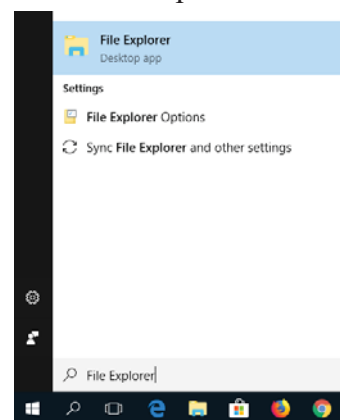 File Explorer
Desktop app
Settings
File Explorer Options
Sync File Explorer and other settings
File Explorer